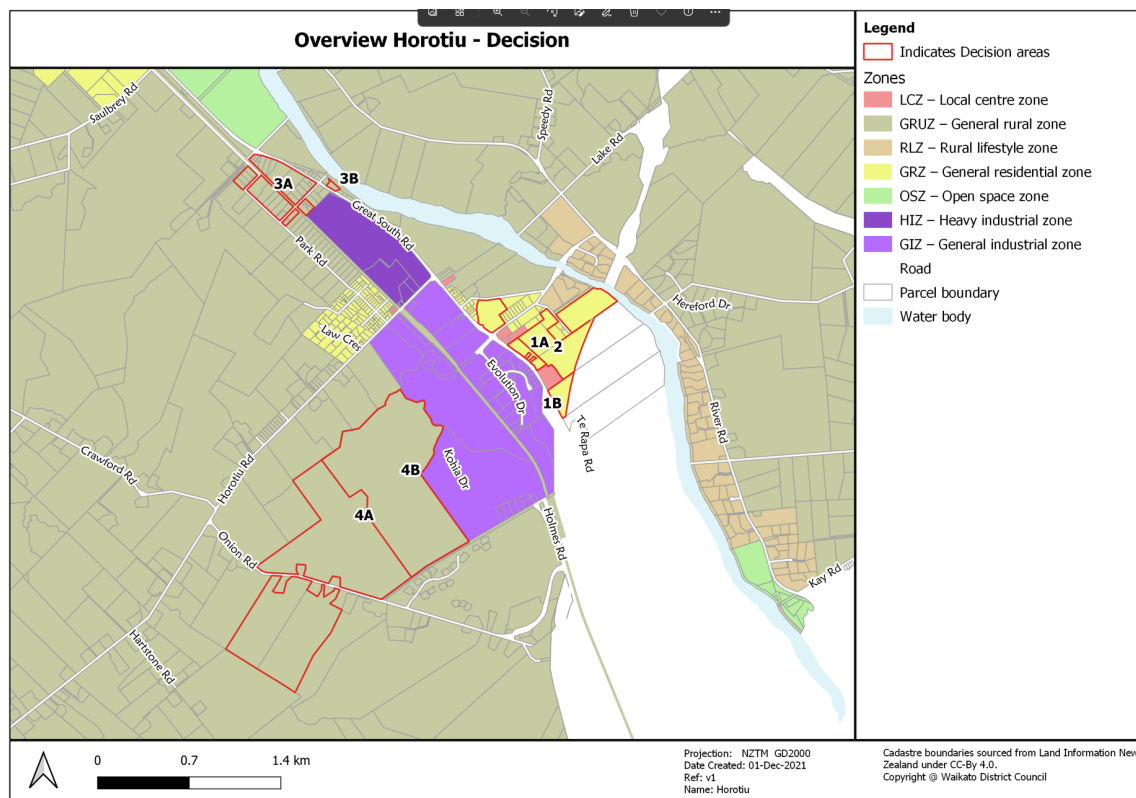 Overview Horotiu - Decision
Legend
Indicates Decision areas
Zones
LCZ – Local centre zone
GRUZ – General rural zone
RLZ – Rural lifestyle zone
GRZ – General residential zone
OSZ – Open space zone
HIZ – Heavy industrial zone
GIZ – General industrial zone
Road
Parcel boundary
Water body
Saulbrey Rd
Speedy Rd
Lake Rd
3A
3B
Great South Rd
Park Rd
Hereford Dr
Law Cres
1A
2
Evolution Dr
1B
Te Rapa Rd
River Rd
Crawford Rd
Horotiu Rd
4B
Kohia Dr
4A
Onion Rd
Holmes Rd
Kay Rd
Hartstone Rd
0
0.7
1.4 km
Projection: NZTM GD2000
Date Created: 01-Dec-2021
Ref: v1
Name: Horotiu
Cadastre boundaries sourced from Land Information New
Zealand under CC-By 4.0.
Copyright @ Waikato District Council